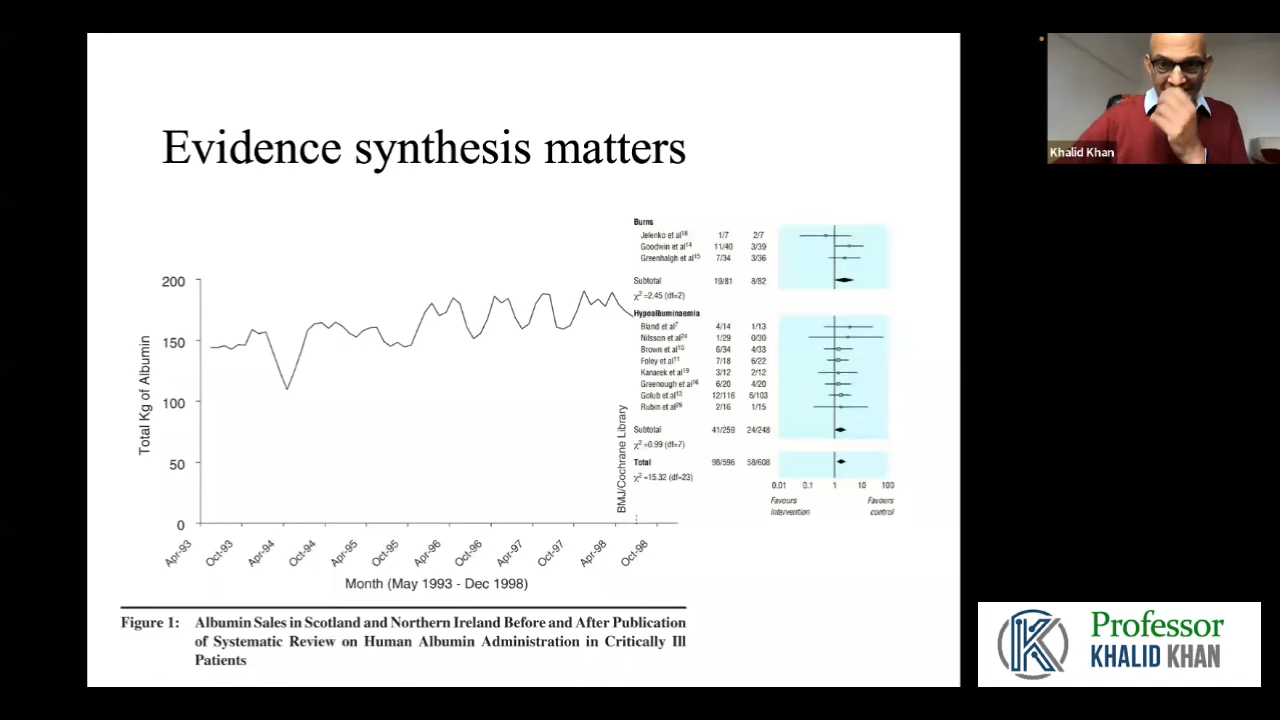 Evidence synthesis matters
200
150
100
50
0
Total Kg of Albumin
Apr-93
Oct-93
Apr-94
Oct-94
Apr-95
Oct-95
Apr-96
Oct-96
Apr-97
Oct-97
Apr-98
Oct-98
Month (May 1993 - Dec 1998)
BMJ/Cochrane Library
Burns
Jelenko et al16 1/7 2/7
Goodwin et al14 11/40 3/39
Greenhalgh et al15 7/34 3/36
Subtotal 19/81 8/82
χ2 =2.45 (df=2)
Hypoalbuminaemia
Bland et al7 4/14 1/13
Nilsson et al24 1/29 0/30
Brown et al10 6/34 4/33
Foley et al11 7/18 6/22
Kanarek et al19 3/12 2/12
Greenough et al16 6/20 4/20
Golub et al13 12/116 6/103
Rubin et al29 2/16 1/15
Subtotal 41/259 24/248
χ2 =0.99 (df=7)
Total 98/596 58/608
χ2 =15.32 (df=23)
0.01 0.1 1 10 100
Favours intervention
Favours control
Figure 1: Albumin Sales in Scotland and Northern Ireland Before and After Publication
of Systematic Review on Human Albumin Administration in Critically Ill
Patients
Khalid Khan
Professor
KHALID KHAN